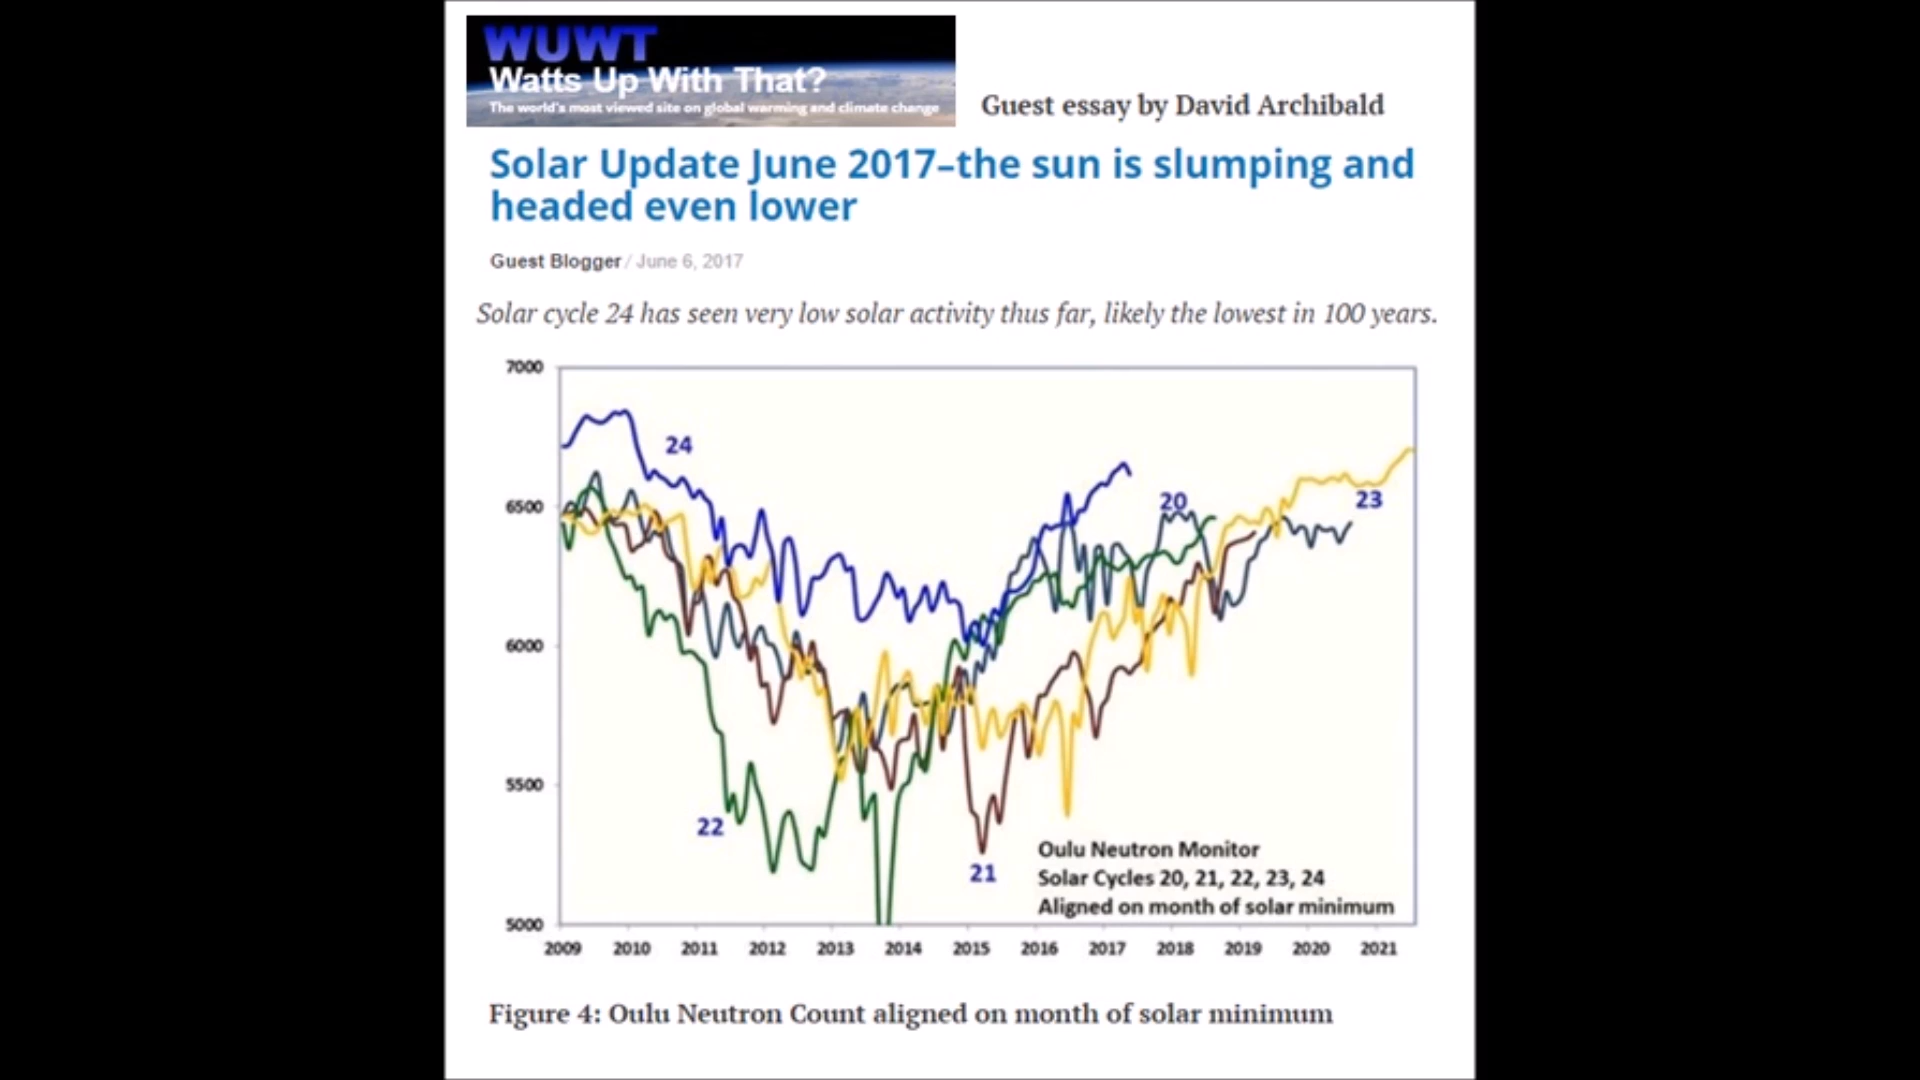 WUWT
Watts Up With That?
The world's most viewed site on global warming and climate change
Guest essay by David Archibald
Solar Update June 2017–the sun is slumping and
headed even lower
Guest Blogger / June 6, 2017
Solar cycle 24 has seen very low solar activity thus far, likely the lowest in 100 years.
7000
6500
6000
5500
5000
24
20
23
22
21
Oulu Neutron Monitor
Solar Cycles 20, 21, 22, 23, 24
Aligned on month of solar minimum
2009 2010 2011 2012 2013 2014 2015 2016 2017 2018 2019 2020 2021
Figure 4: Oulu Neutron Count aligned on month of solar minimum